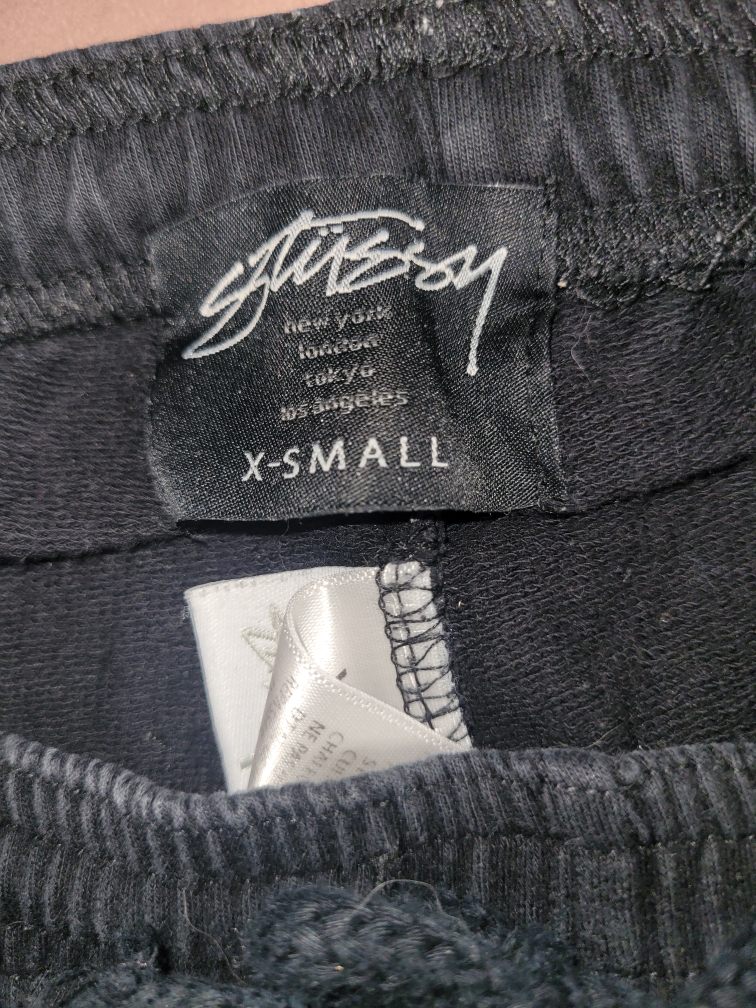 Stüssy
new york
london
tokyo
los angeles
X-SMALL